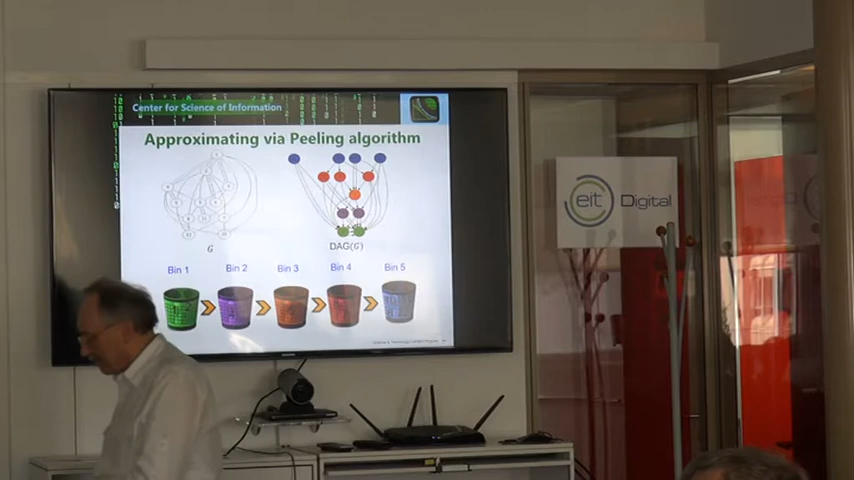 Center for Science of Information
Approximating via Peeling algorithm
G
DAG(G)
Bin 1
Bin 2
Bin 3
Bin 4
Bin 5
eit Digital